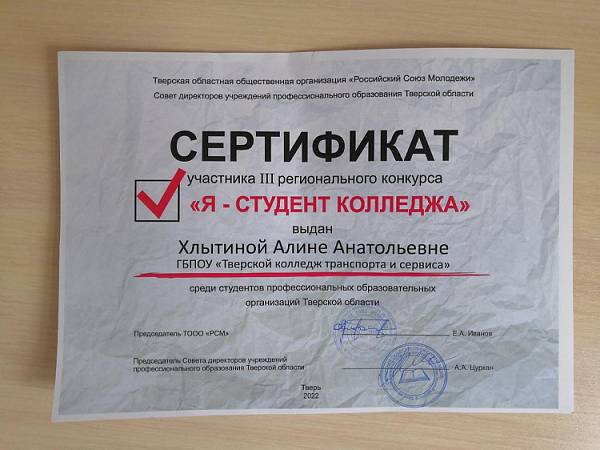 Тверская областная общественная организация «Российский Союз Молодежи»
Совет директоров учреждений профессионального образования Тверской области
СЕРТИФИКАТ
участника III регионального конкурса
«Я - СТУДЕНТ КОЛЛЕДЖА»
выдан
Хлытиной Алине Анатольевне
ГБПОУ «Тверской колледж транспорта и сервиса»
среди студентов профессиональных образовательных
организаций Тверской области
Председатель ТООО «РСМ» Е.А. Иванов
Председатель Совета директоров учреждений
профессионального образования Тверской области А.А. Цуркан
Тверь
2022